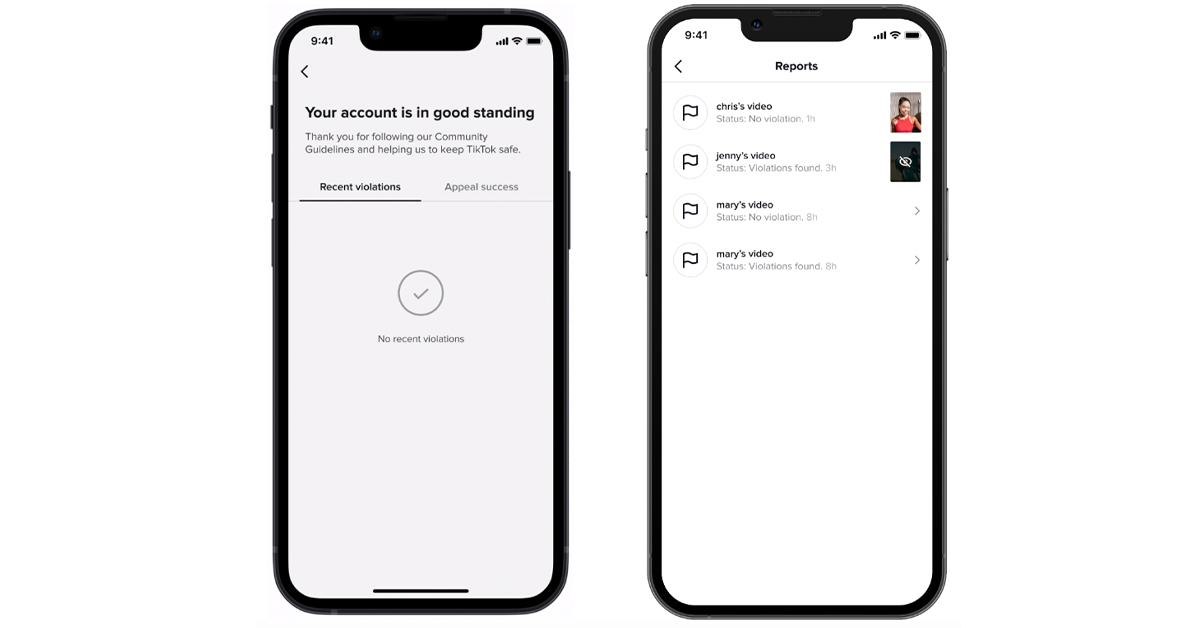 9:41
Your account is in good standing
Thank you for following our Community
Guidelines and helping us to keep TikTok safe.
Recent violations
Appeal success
No recent violations
9:41
Reports
chris's video
Status: No violation. 1h
jenny's video
Status: Violations found. 3h
mary's video
Status: No violation. 8h
mary's video
Status: Violations found. 8h